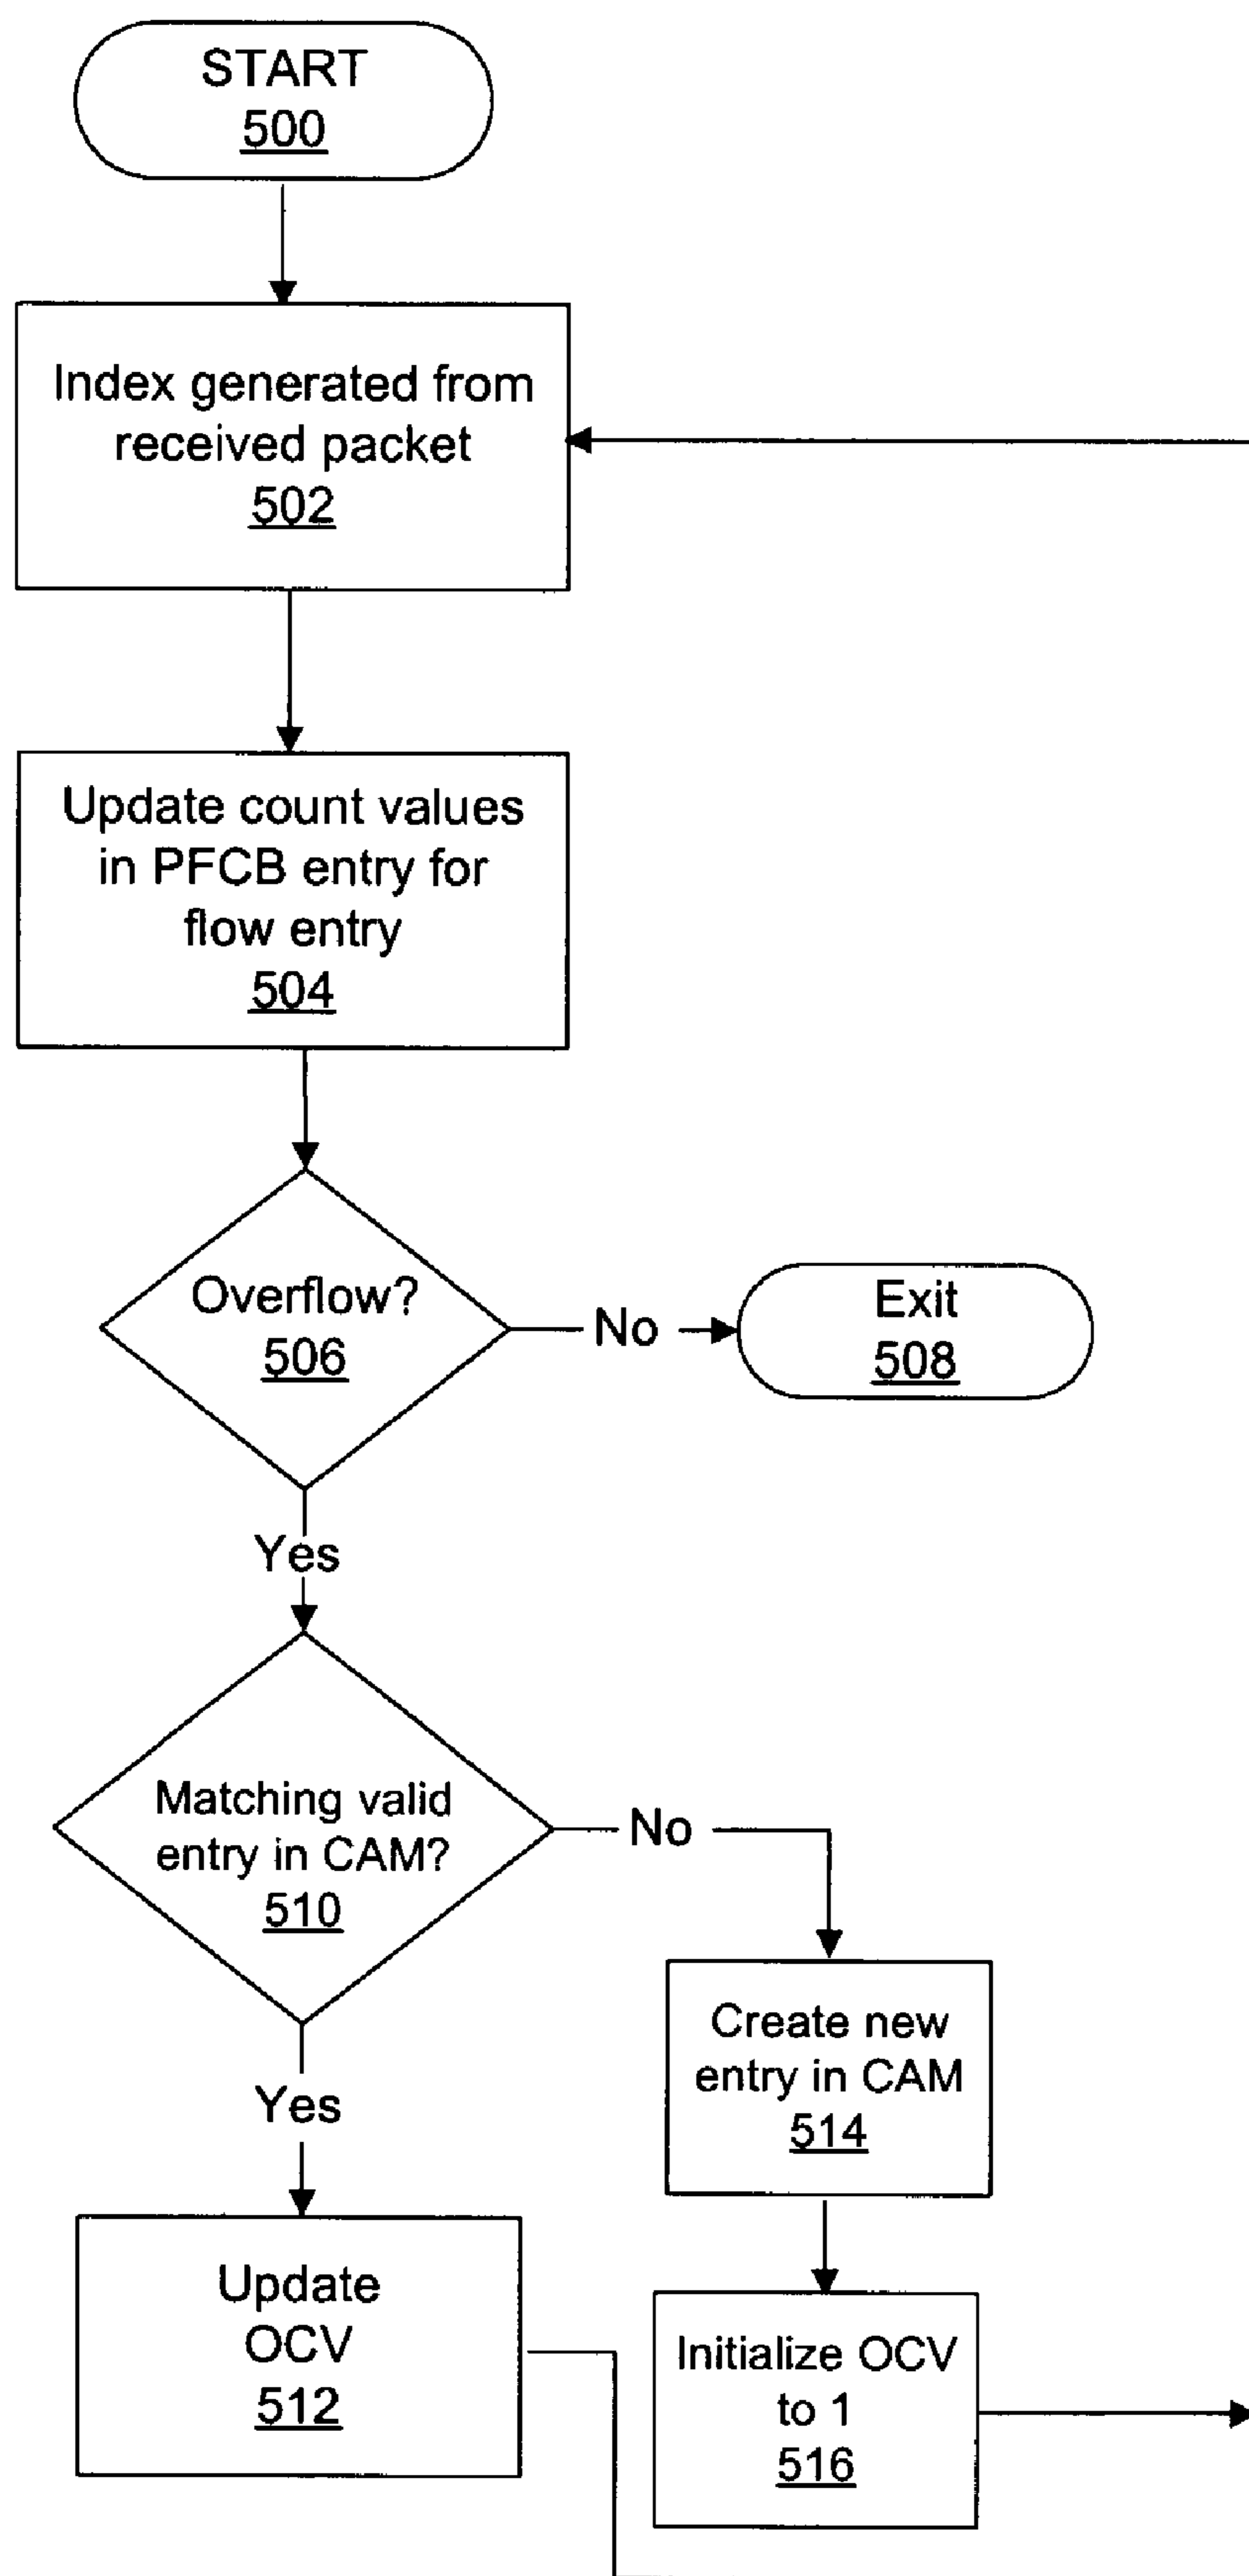 START
500
Index generated from
received packet
502
Update count values
in PFCB entry for
flow entry
504
Overflow?
506
No
Exit
508
Yes
Matching valid
entry in CAM?
510
No
Create new
entry in CAM
514
Yes
Update
OCV
512
Initialize OCV
to 1
516